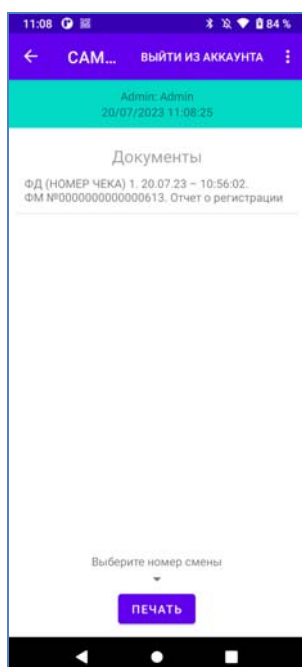 11:08 84 %
САМ... ВЫЙТИ ИЗ АККАУНТА
Admin: Admin
20/07/2023 11:08:25
Документы
ФД (НОМЕР ЧЕКА) 1. 20.07.23 – 10:56:02.
ФМ №0000000000000613. Отчет о регистрации
Выберите номер смены
ПЕЧАТЬ